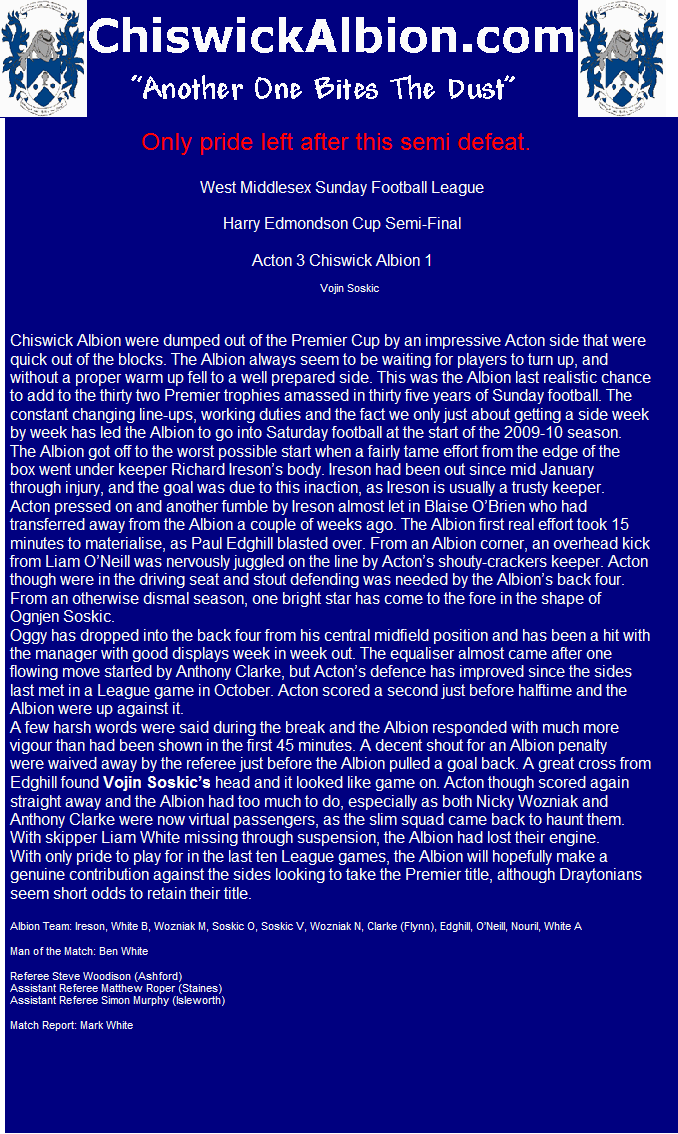 ChiswickAlbion.com
“Another One Bites The Dust”
Only pride left after this semi defeat.
West Middlesex Sunday Football League
Harry Edmondson Cup Semi-Final
Acton 3 Chiswick Albion 1
Vojin Soskic
Chiswick Albion were dumped out of the Premier Cup by an impressive Acton side that were
quick out of the blocks. The Albion always seem to be waiting for players to turn up, and
without a proper warm up fell to a well prepared side. This was the Albion last realistic chance
to add to the thirty two Premier trophies amassed in thirty five years of Sunday football. The
constant changing line-ups, working duties and the fact we only just about getting a side week
by week has led the Albion to go into Saturday football at the start of the 2009-10 season.
The Albion got off to the worst possible start when a fairly tame effort from the edge of the
box went under keeper Richard Ireson’s body. Ireson had been out since mid January
through injury, and the goal was due to this inaction, as Ireson is usually a trusty keeper.
Acton pressed on and another fumble by Ireson almost let in Blaise O’Brien who had
transferred away from the Albion a couple of weeks ago. The Albion first real effort took 15
minutes to materialise, as Paul Edghill blasted over. From an Albion corner, an overhead kick
from Liam O’Neill was nervously juggled on the line by Acton’s shouty-crackers keeper. Acton
though were in the driving seat and stout defending was needed by the Albion’s back four.
From an otherwise dismal season, one bright star has come to the fore in the shape of
Ognjen Soskic.
Oggy has dropped into the back four from his central midfield position and has been a hit with
the manager with good displays week in week out. The equaliser almost came after one
flowing move started by Anthony Clarke, but Acton’s defence has improved since the sides
last met in a League game in October. Acton scored a second just before halftime and the
Albion were up against it.
A few harsh words were said during the break and the Albion responded with much more
vigour than had been shown in the first 45 minutes. A decent shout for an Albion penalty
were waived away by the referee just before the Albion pulled a goal back. A great cross from
Edghill found Vojin Soskic’s head and it looked like game on. Acton though scored again
straight away and the Albion had too much to do, especially as both Nicky Wozniak and
Anthony Clarke were now virtual passengers, as the slim squad came back to haunt them.
With skipper Liam White missing through suspension, the Albion had lost their engine.
With only pride to play for in the last ten League games, the Albion will hopefully make a
genuine contribution against the sides looking to take the Premier title, although Draytonians
seem short odds to retain their title.
Albion Team: Ireson, White B, Wozniak M, Soskic O, Soskic V, Wozniak N, Clarke (Flynn), Edghill, O'Neill, Nouril, White A
Man of the Match: Ben White
Referee Steve Woodison (Ashford)
Assistant Referee Matthew Roper (Staines)
Assistant Referee Simon Murphy (Isleworth)
Match Report: Mark White